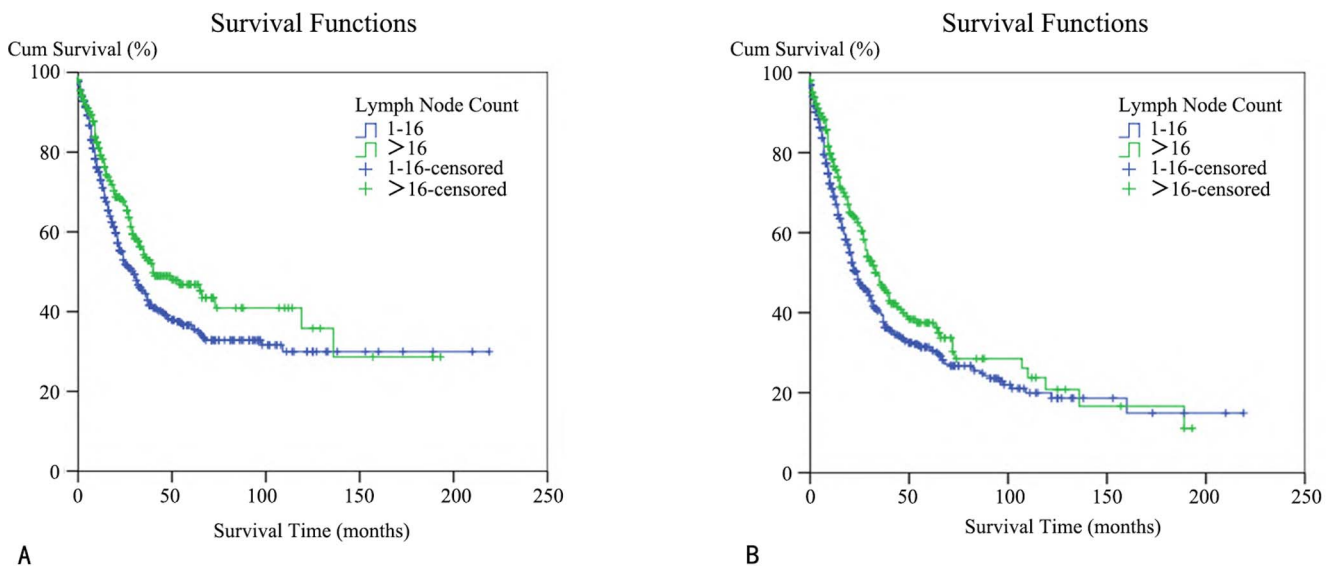 Survival Functions
Cum Survival (%)
100
80
60
40
20
0
0 50 100 150 200 250
Survival Time (months)
Lymph Node Count
1-16
>16
1-16-censored
>16-censored
A
Survival Functions
Cum Survival (%)
100
80
60
40
20
0
0 50 100 150 200 250
Survival Time (months)
Lymph Node Count
1-16
>16
1-16-censored
>16-censored
B